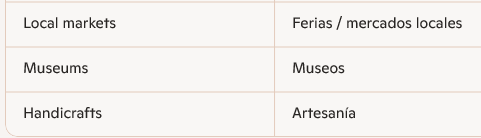 Local markets Ferias / mercados locales
Museums Museos
Handicrafts Artesanía